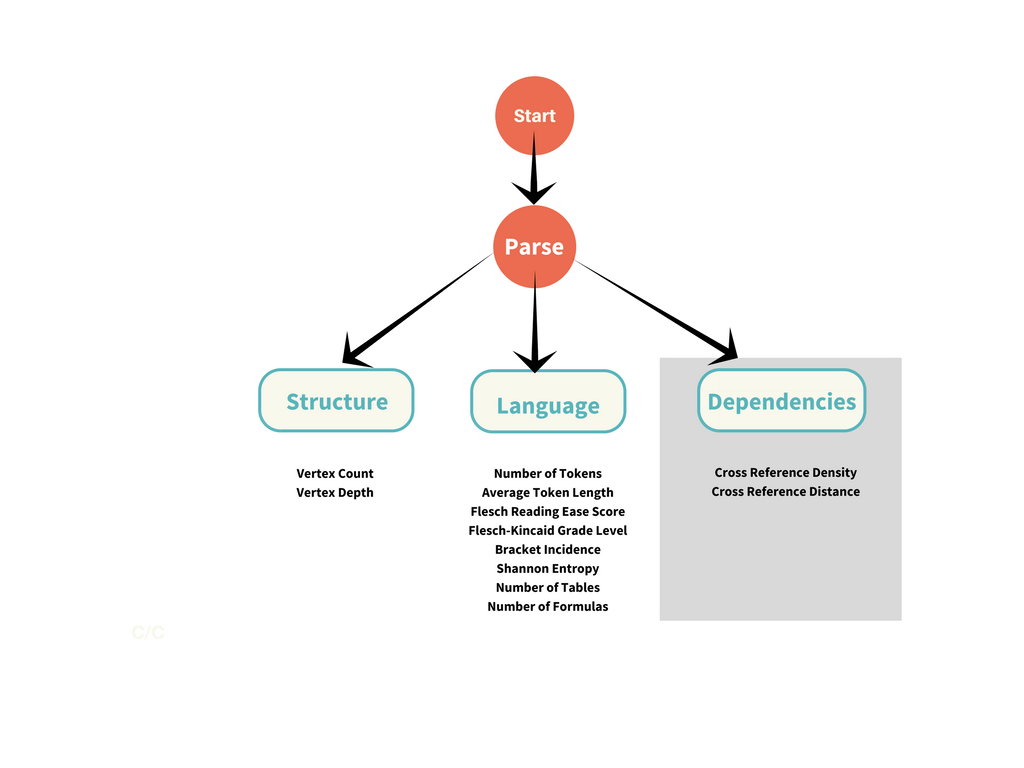 Start
Parse
Structure
Language
Dependencies
Vertex Count
Vertex Depth
Number of Tokens
Average Token Length
Flesch Reading Ease Score
Flesch-Kincaid Grade Level
Bracket Incidence
Shannon Entropy
Number of Tables
Number of Formulas
Cross Reference Density
Cross Reference Distance
C/C